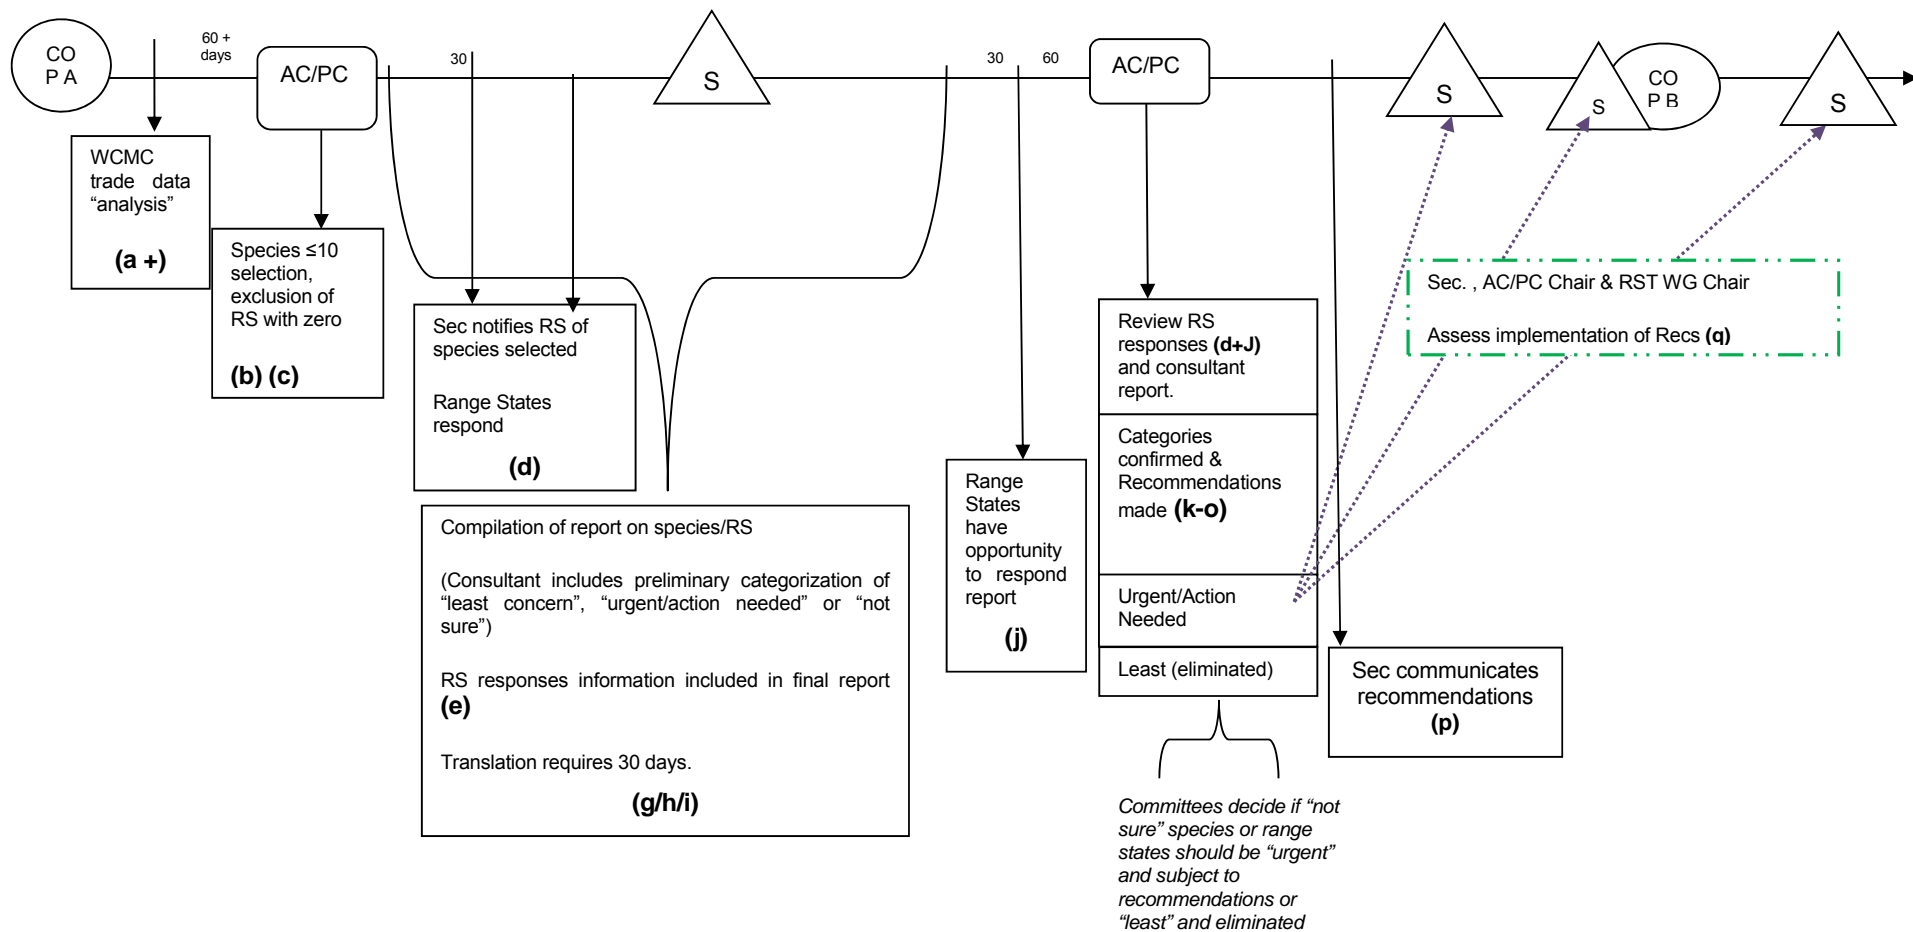 CO
P A
60 +
days
AC/PC
30
S
30
60
AC/PC
S
S
CO
P B
S
WCMC
trade data
“analysis”
(a +)
Species ≤10
selection,
exclusion of
RS with zero
(b) (c)
Sec notifies RS of
species selected
Range States
respond
(d)
Compilation of report on species/RS
(Consultant includes preliminary categorization of
“least concern”, “urgent/action needed” or “not
sure”)
RS responses information included in final report
(e)
Translation requires 30 days.
(g/h/i)
Range
States
have
opportunity
to respond
report
(j)
Review RS
responses (d+J)
and consultant
report.
Categories
confirmed &
Recommendations
made (k-o)
Urgent/Action
Needed
Least (eliminated)
Committees decide if “not
sure” species or range
states should be “urgent”
and subject to
recommendations or
“least” and eliminated
Sec communicates
recommendations
(p)
Sec. , AC/PC Chair & RST WG Chair
Assess implementation of Recs (q)